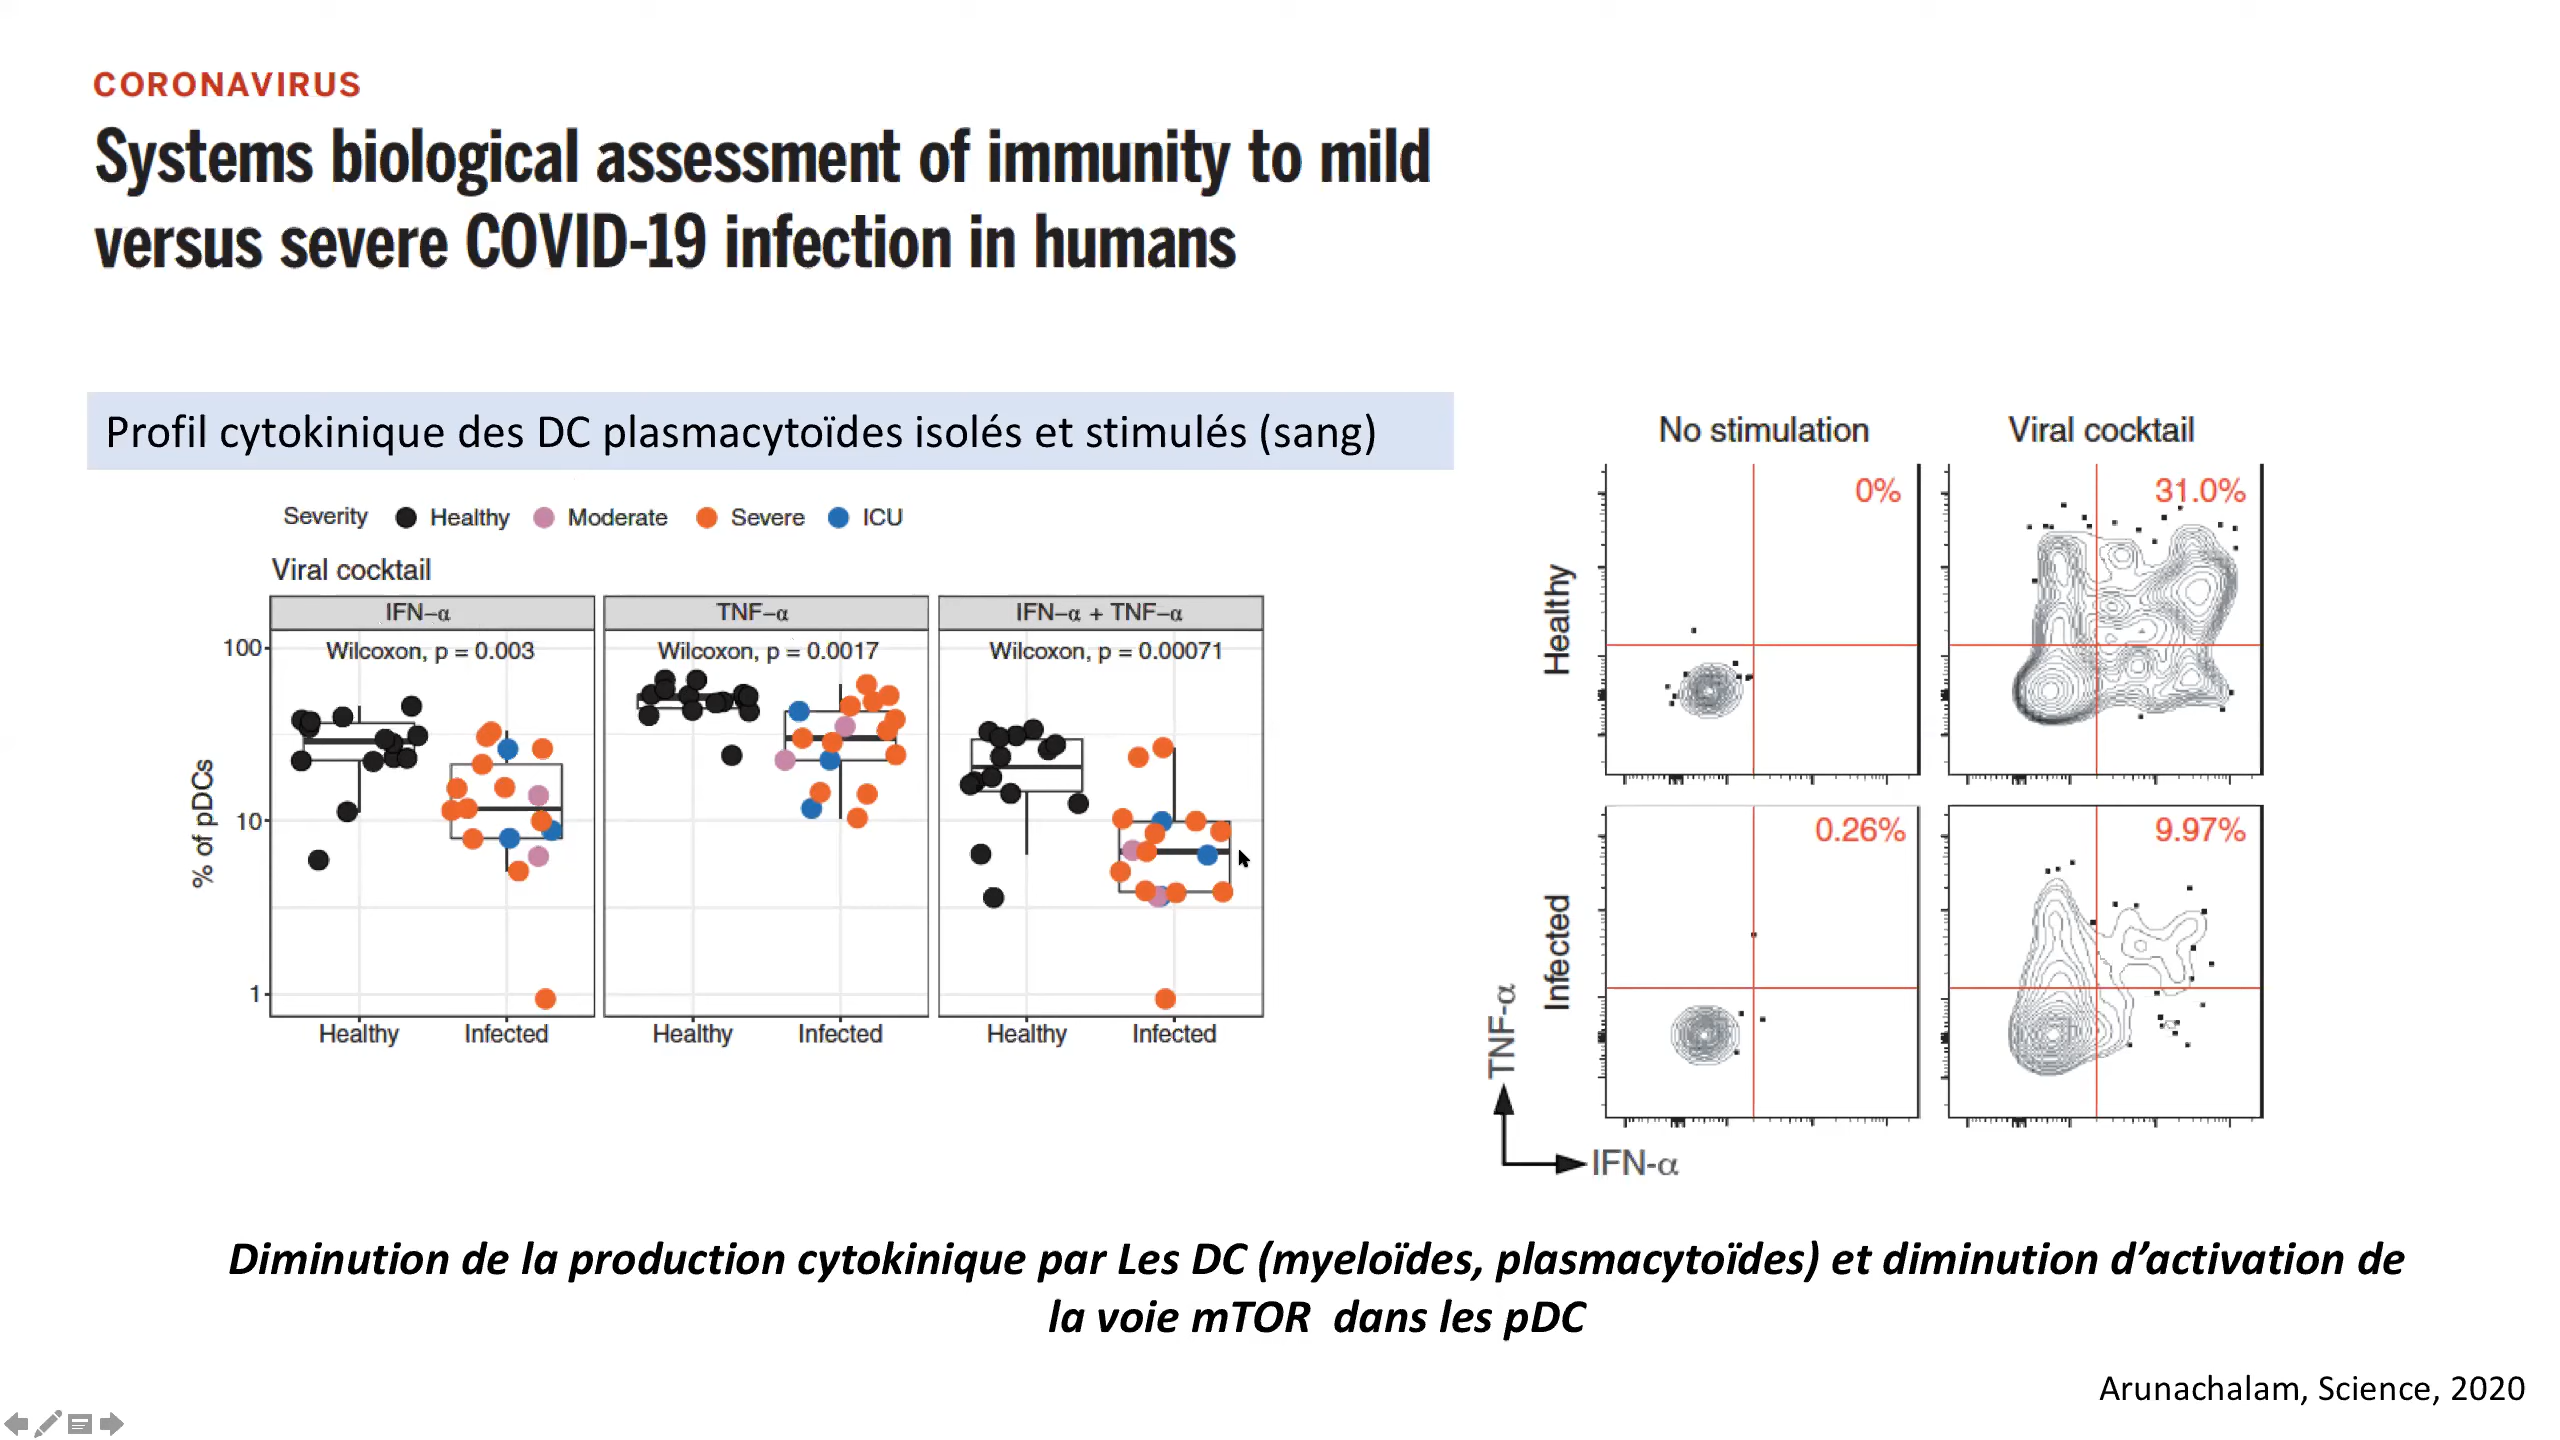 CORONAVIRUS
Systems biological assessment of immunity to mild
versus severe COVID-19 infection in humans
Profil cytokinique des DC plasmacytoïdes isolés et stimulés (sang)
Severity Healthy Moderate Severe ICU
Viral cocktail
IFN-α TNF-α IFN-α + TNF-α
Wilcoxon, p = 0.003 Wilcoxon, p = 0.0017 Wilcoxon, p = 0.00071
% of pDCs
100
10
1
Healthy Infected Healthy Infected Healthy Infected
No stimulation Viral cocktail
Healthy
0% 31.0%
Infected
0.26% 9.97%
TNF-α
IFN-α
Diminution de la production cytokinique par Les DC (myeloïdes, plasmacytoïdes) et diminution d’activation de
la voie mTOR dans les pDC
Arunachalam, Science, 2020